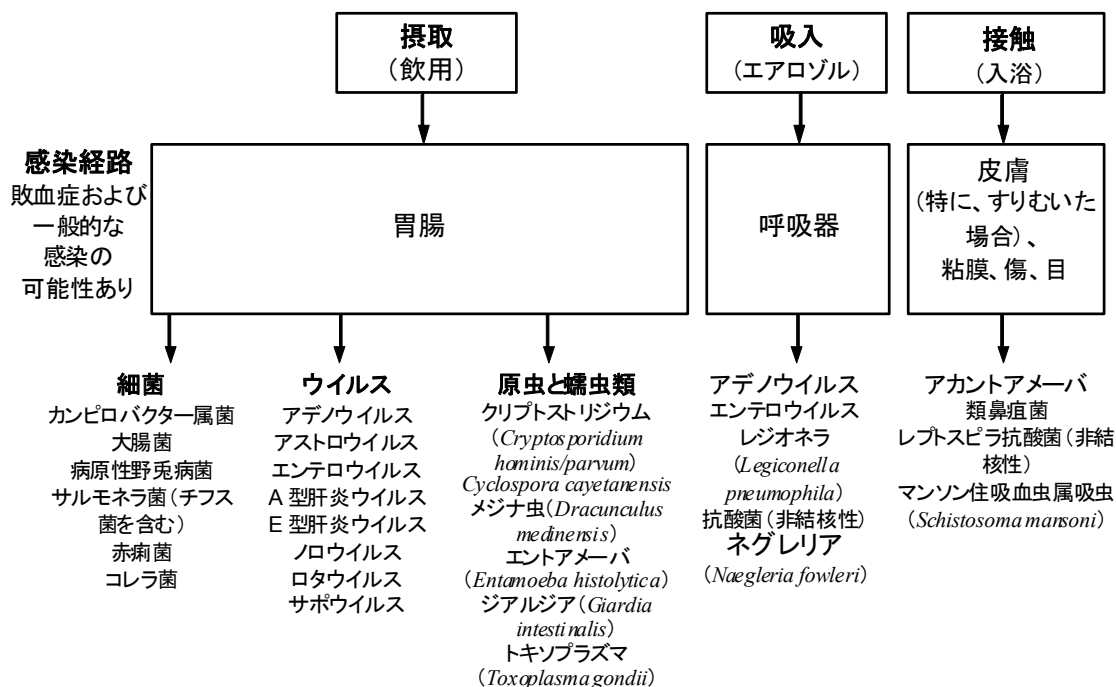 摂取
（飲用）
吸入
（エアロゾル）
接触
（入浴）
感染経路
敗血症および
一般的な
感染の
可能性あり
胃腸
呼吸器
皮膚
（特に、すりむいた
場合）、
粘膜、傷、目
細菌
カンピロバクター属菌
大腸菌
病原性野兎病菌
サルモネラ菌（チフス
菌を含む）
赤痢菌
コレラ菌
ウイルス
アデノウイルス
アストロウイルス
エンテロウイルス
A 型肝炎ウイルス
E 型肝炎ウイルス
ノロウイルス
ロタウイルス
サポウイルス
原虫と蠕虫類
クリプトストリジウム
（Cryptosporidium
hominis/parvum）
Cyclospora cayetanensis
メジナ虫（Dracunculus
medinensis）
エントアメーバ
（Entamoeba histolytica）
ジアルジア（Giardia
intestinalis）
トキソプラズマ
（Toxoplasma gondii）
アデノウイルス
エンテロウイルス
レジオネラ
（Legiconella
pneumophila）
抗酸菌（非結核性）
ネグレリア
（Naegleria fowleri）
アカントアメーバ
類鼻疽菌
レプトスピラ抗酸菌（非結
核性）
マンソン住吸血虫属吸虫
（Schistosoma mansoni）